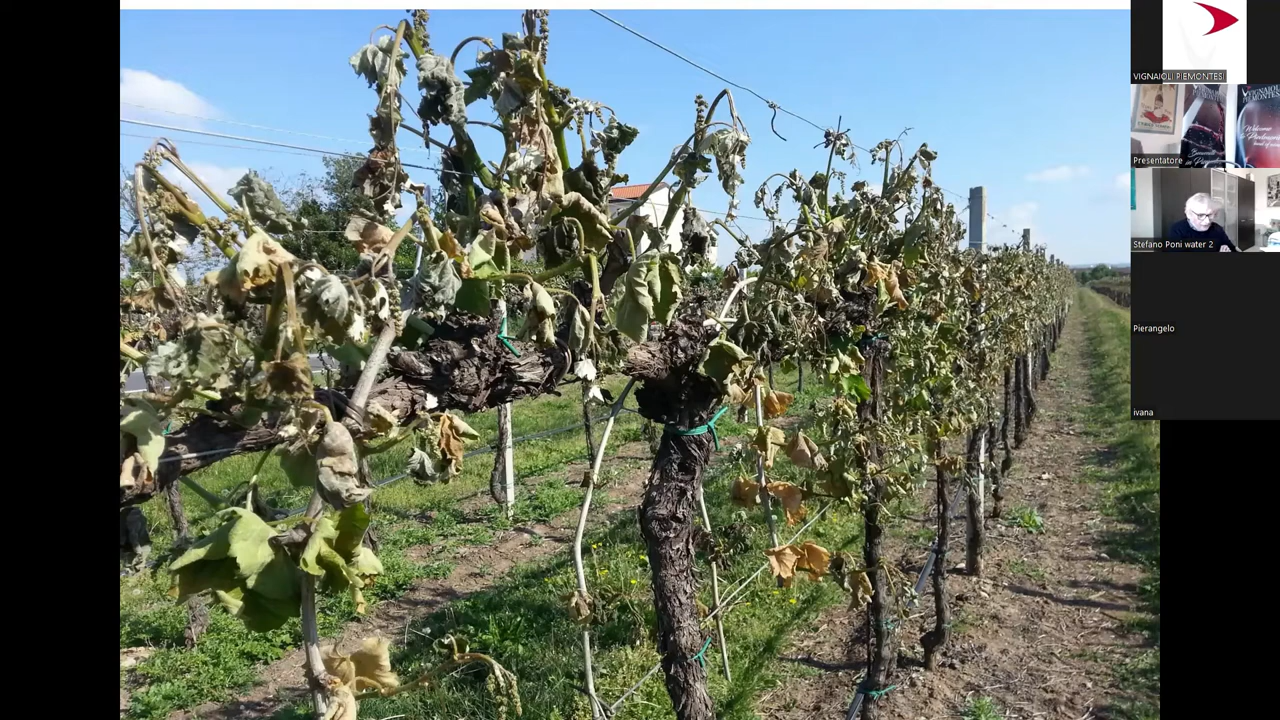 VIGNAIOLI PIEMONTESI
Presentatore
Stefano Poni water 2
Pierangelo
ivana